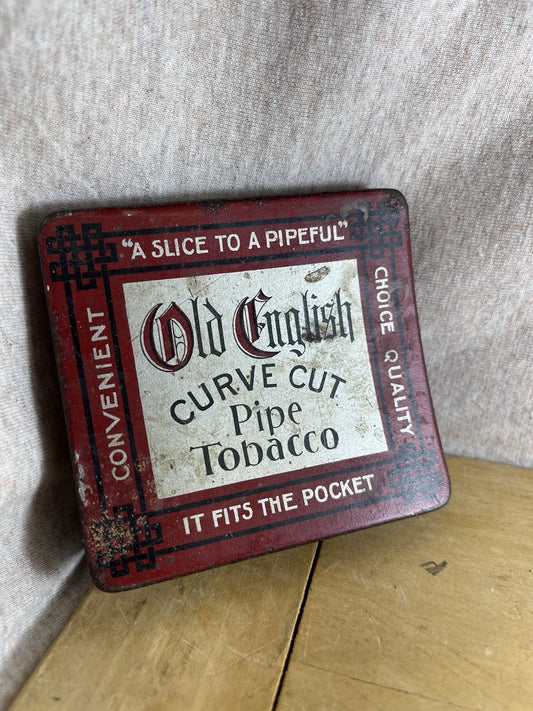 "A SLICE TO A PIPEFUL"
CONVENIENT
Old English
CURVE CUT
Pipe
Tobacco
CHOICE QUALITY
IT FITS THE POCKET